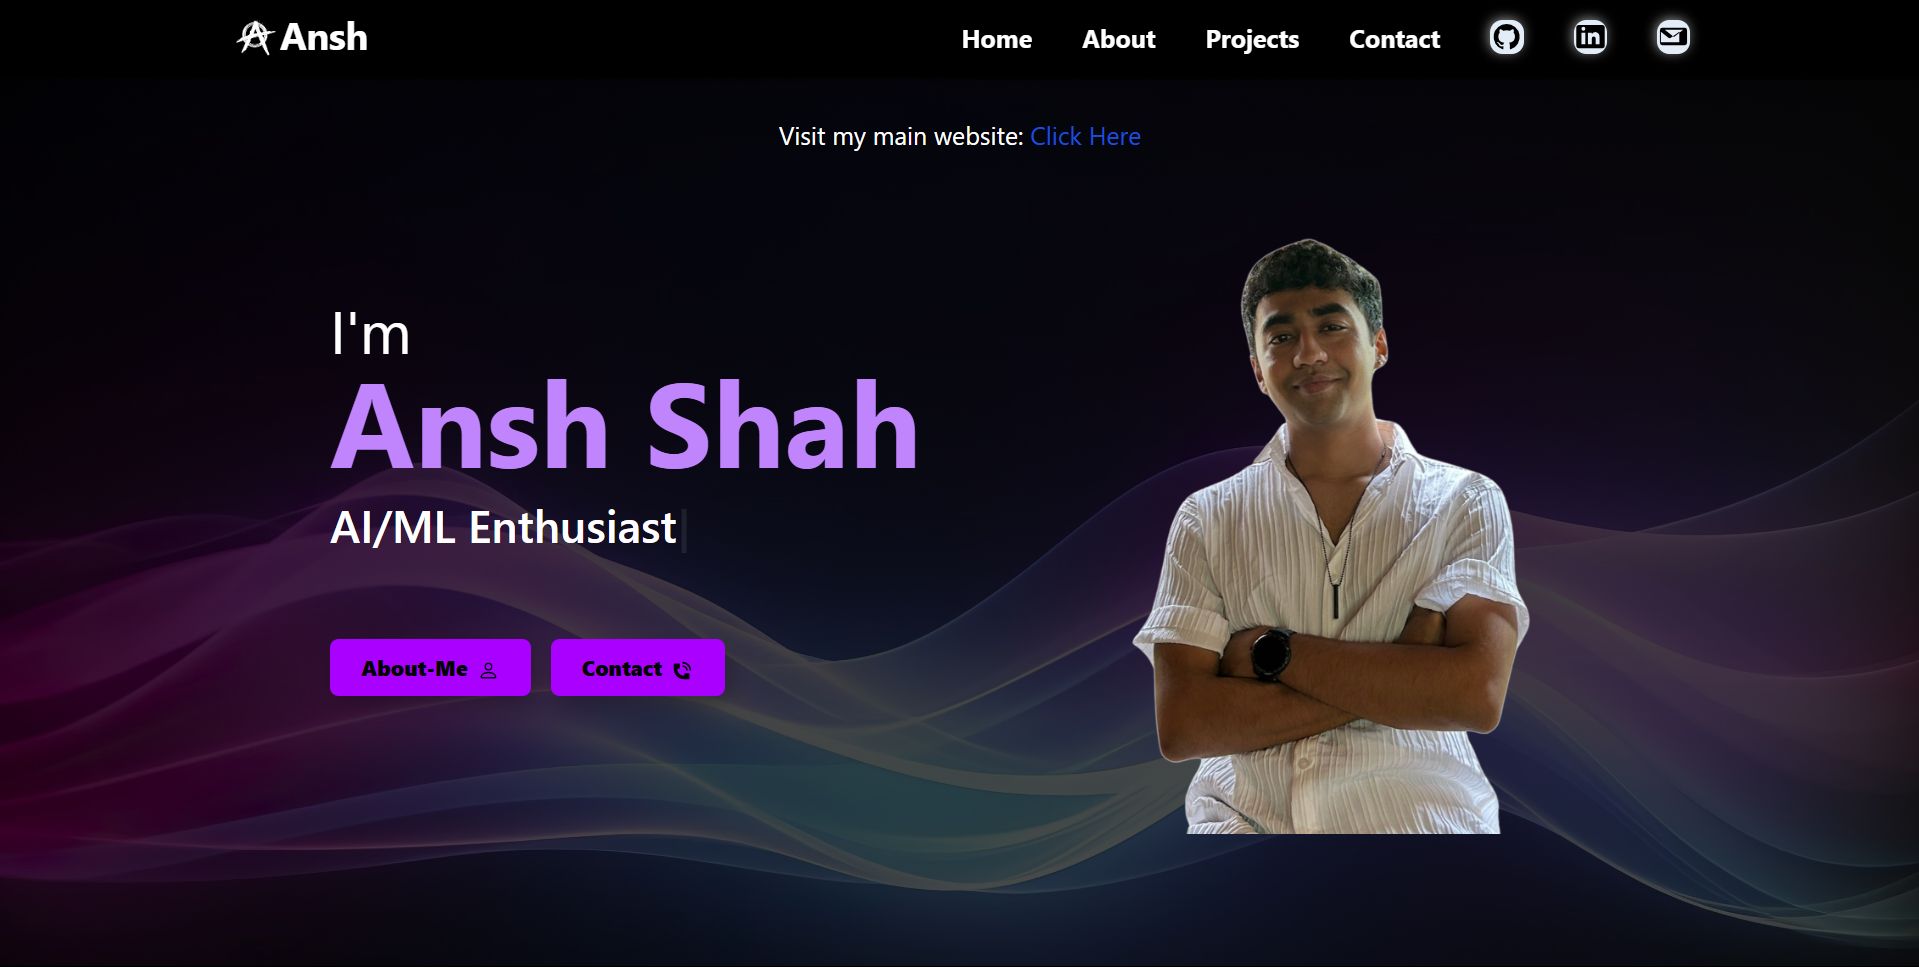 Ansh
Home About Projects Contact
Visit my main website: Click Here
I'm
Ansh Shah
AI/ML Enthusiast
About-Me Contact